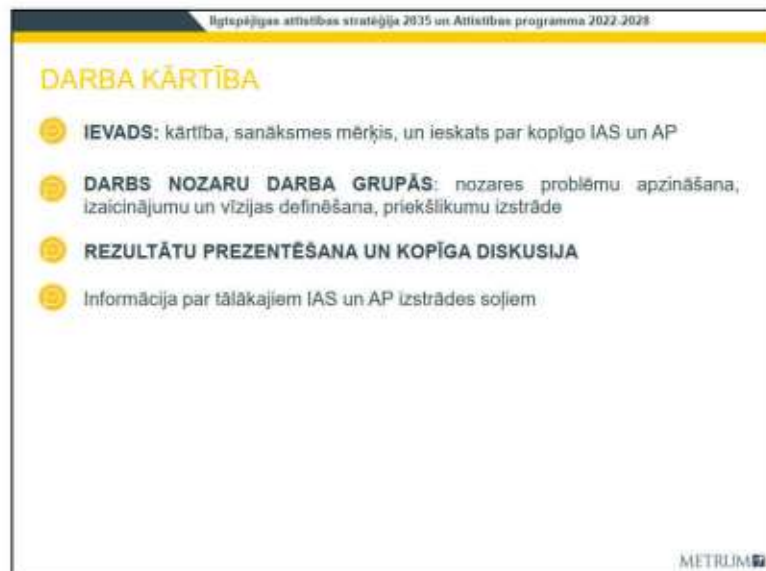 Ilgtspējīgas attīstības stratēģija 2035 un Attīstības programma 2022-2028
DARBA KĀRTĪBA
IEVADS: kārtība, sanāksmes mērķis, un ieskats par kopīgo IAS un AP
DARBS NOZARU DARBA GRUPĀS: nozares problēmu apzināšana,
izaicinājumu un vīzijas definēšana, priekšlikumu izstrāde
REZULTĀTU PREZENTĒŠANA UN KOPĪGA DISKUSIJA
Informācija par tālākajiem IAS un AP izstrādes soļiem
METRUM